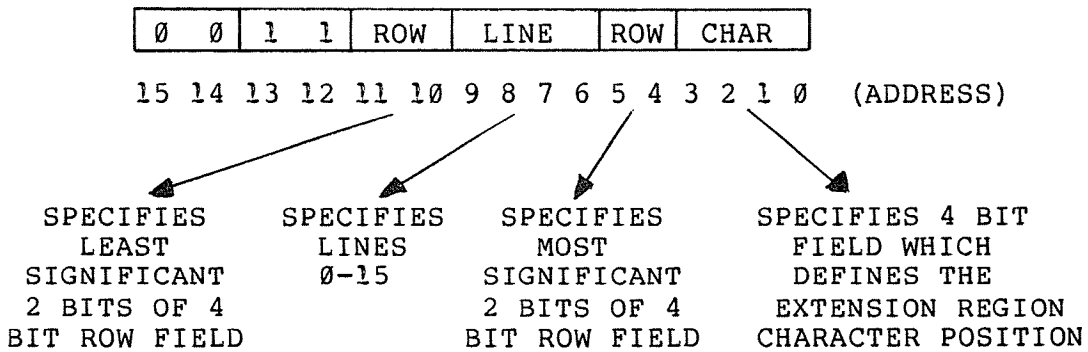 Ø Ø 1 1 ROW LINE ROW CHAR
15 14 13 12 11 1Ø 9 8 7 6 5 4 3 2 1 Ø (ADDRESS)
SPECIFIES
LEAST
SIGNIFICANT
2 BITS OF 4
BIT ROW FIELD
SPECIFIES
LINES
Ø-15
SPECIFIES
MOST
SIGNIFICANT
2 BITS OF 4
BIT ROW FIELD
SPECIFIES 4 BIT
FIELD WHICH
DEFINES THE
EXTENSION REGION
CHARACTER POSITION